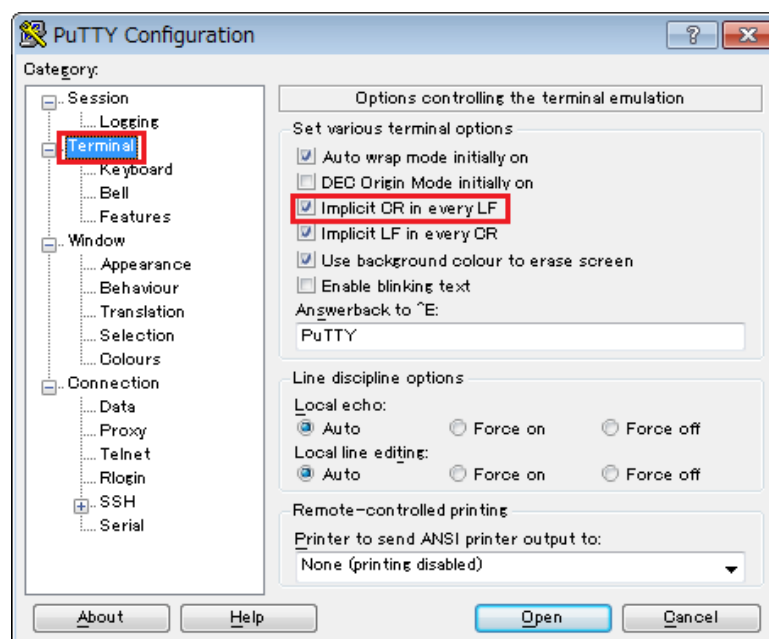 PuTTY Configuration
Category:
Session
Logging
Terminal
Keyboard
Bell
Features
Window
Appearance
Behaviour
Translation
Selection
Colours
Connection
Data
Proxy
Telnet
Rlogin
SSH
Serial
Options controlling the terminal emulation
Set various terminal options
Auto wrap mode initially on
DEC Origin Mode initially on
Implicit CR in every LF
Implicit LF in every CR
Use background colour to erase screen
Enable blinking text
Answerback to ^E:
PuTTY
Line discipline options
Local echo:
Auto Force on Force off
Local line editing:
Auto Force on Force off
Remote-controlled printing
Printer to send ANSI printer output to:
None (printing disabled)
About Help Open Cancel